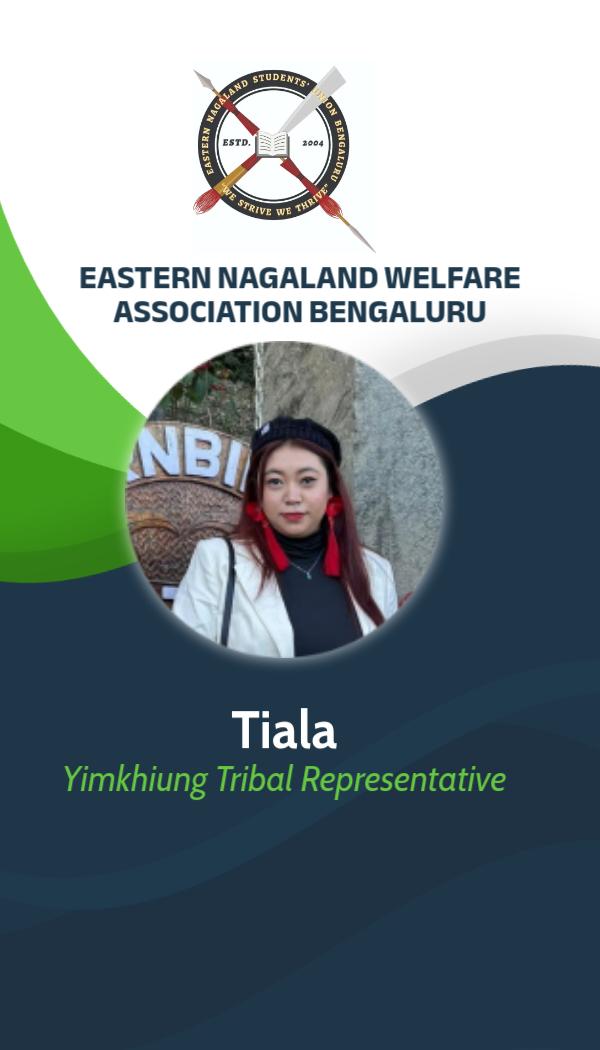 EASTERN NAGALAND STUDENTS' UNION BENGALURU
ESTD. 2004
"WE STRIVE WE THRIVE"
EASTERN NAGALAND WELFARE
ASSOCIATION BENGALURU
RNBI
Tiala
Yimkhiung Tribal Representative